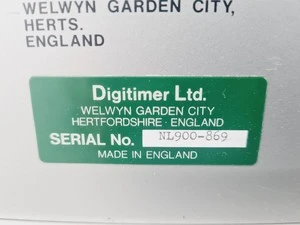 WELWYN GARDEN CITY,
HERTS.
ENGLAND
Digitimer Ltd.
WELWYN GARDEN CITY
HERTFORDSHIRE · ENGLAND
SERIAL No. NL900-869
MADE IN ENGLAND